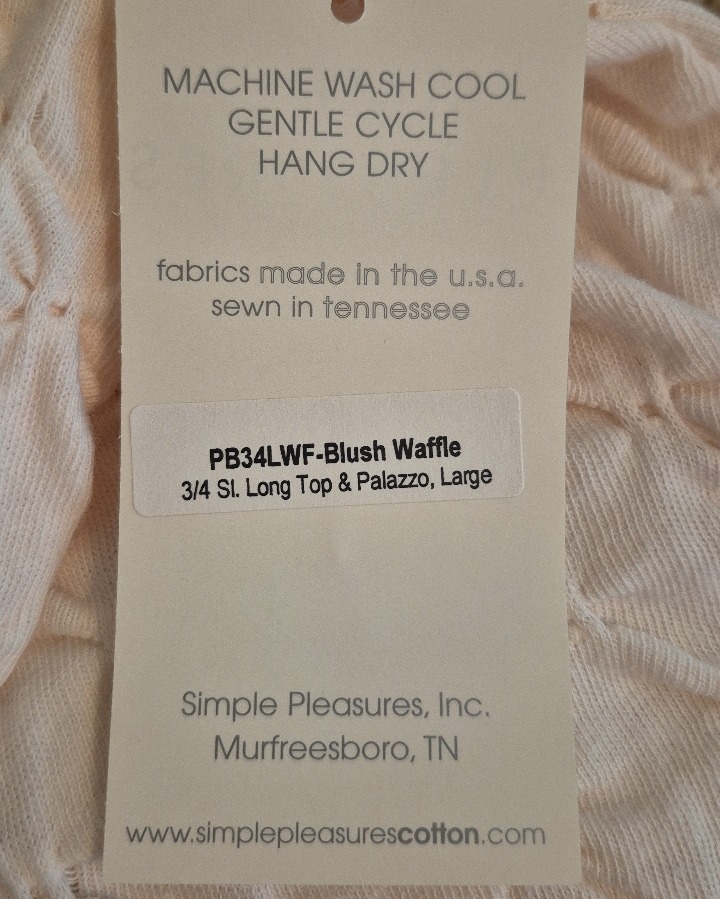 MACHINE WASH COOL
GENTLE CYCLE
HANG DRY
fabrics made in the u.s.a.
sewn in tennessee
PB34LWF-Blush Waffle
3/4 Sl. Long Top & Palazzo, Large
Simple Pleasures, Inc.
Murfreesboro, TN
www.simplepleasurescotton.com